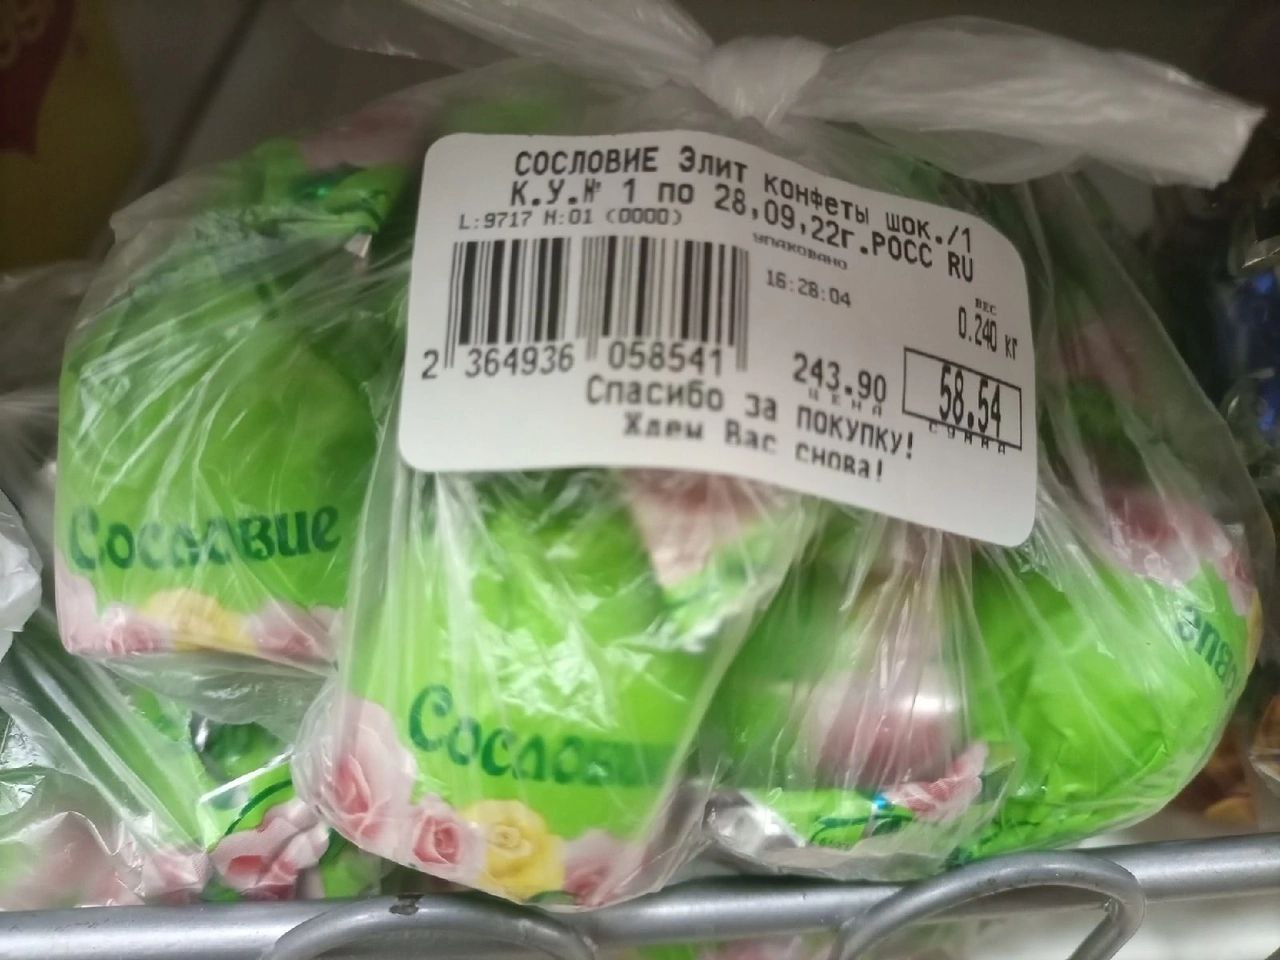 СОСЛОВИЕ Элит конфеты шок./1
К.У.№ 1 по 28,09,22г.РОСС RU
L:9717 М:01 (0000)
УПАКОВАНО
16:28:04
ВЕС
0.240 кг
2 364936 058541
243.90
ЦЕНА
58.54
СУММА
Спасибо за ПОКУПКУ!
Ждем Вас снова!
Сословие
Сословие